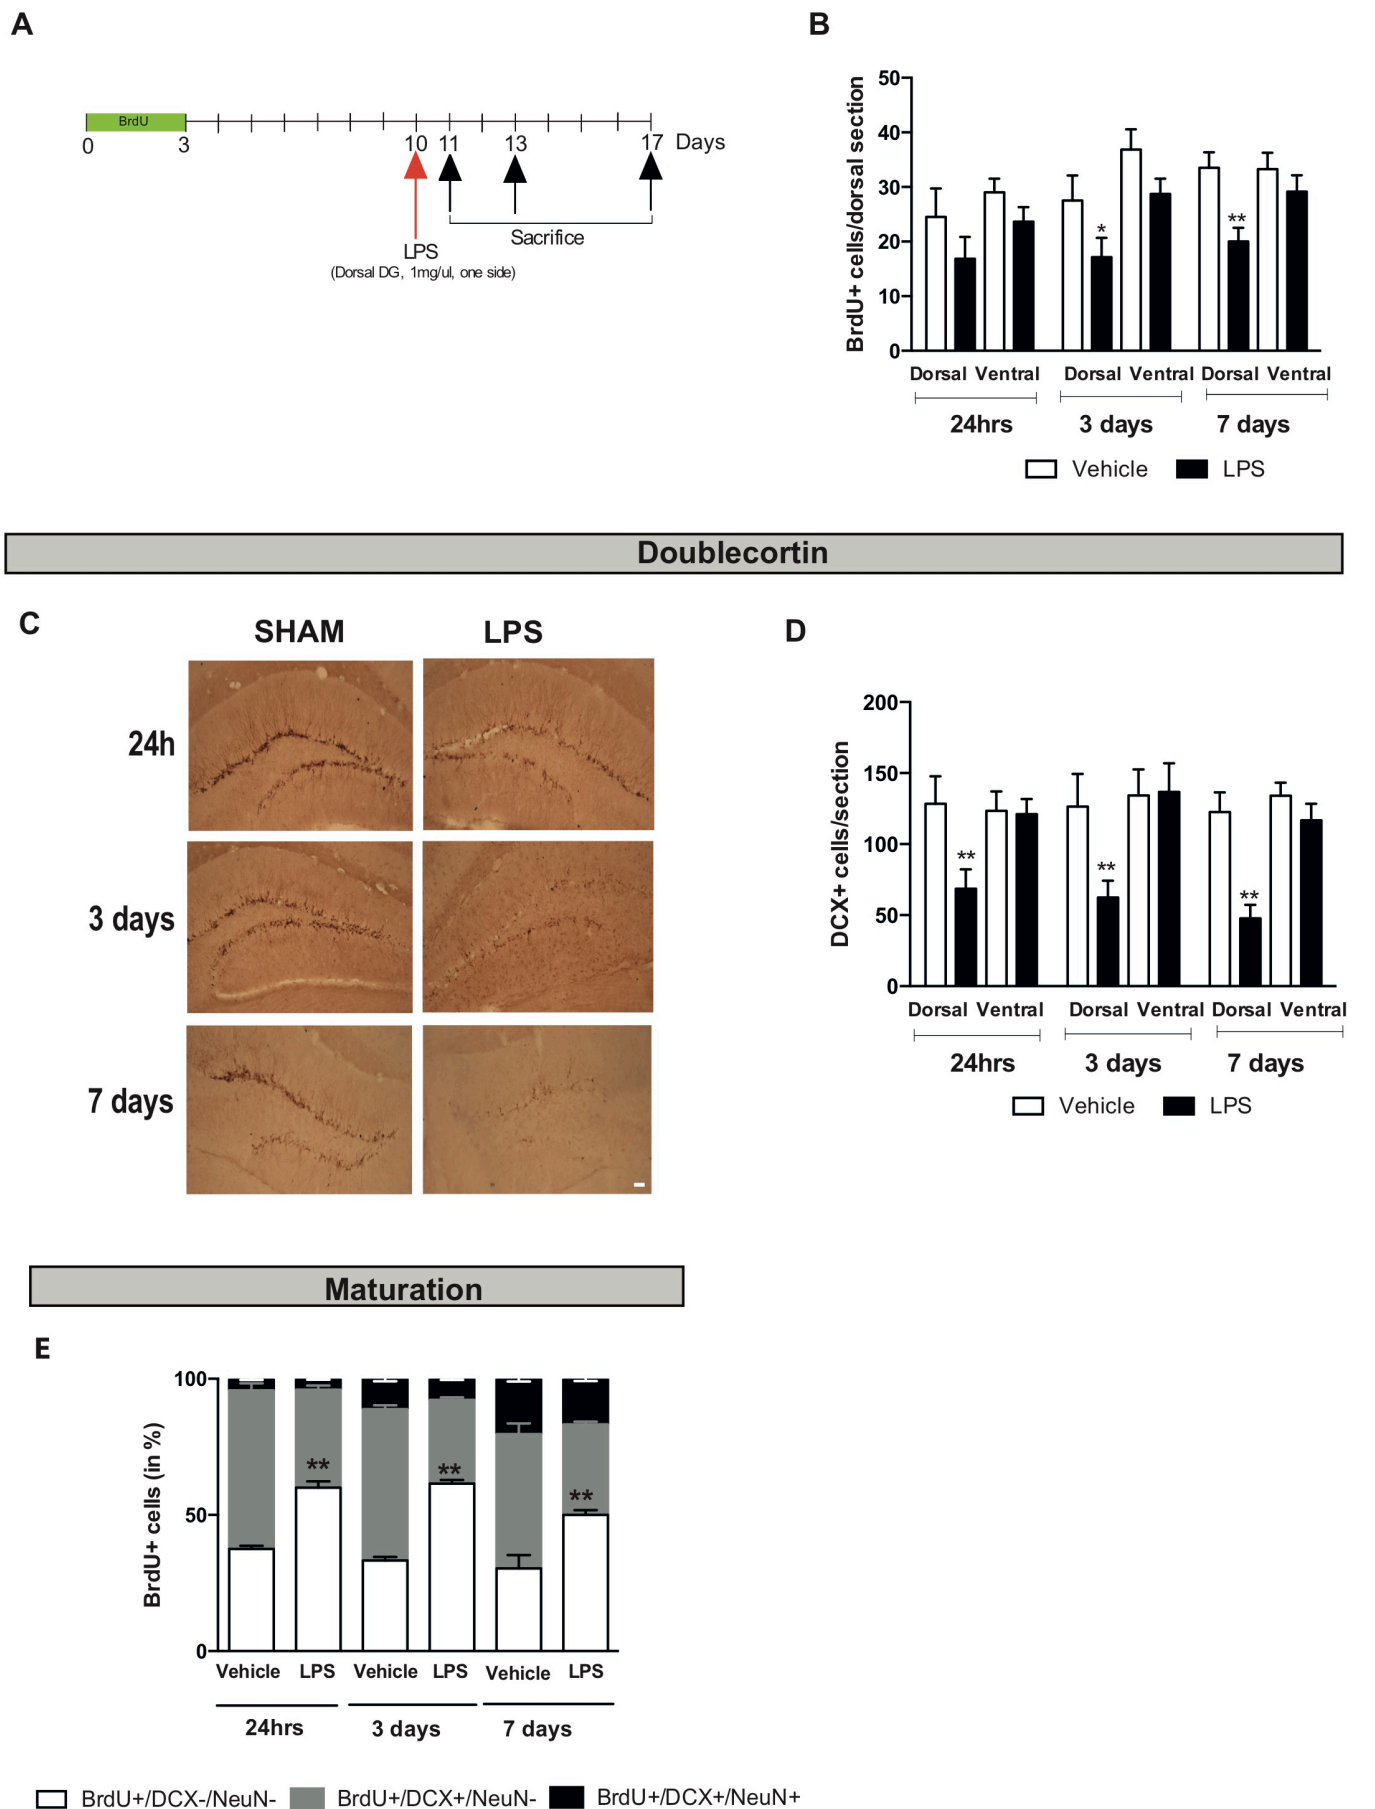 A
BrdU
0 3 10 11 13 17 Days
LPS
(Dorsal DG, 1mg/ul, one side)
Sacrifice
B
BrdU+ cells/dorsal section
50
40
30
20
10
0
* **
Dorsal Ventral Dorsal Ventral Dorsal Ventral
24hrs 3 days 7 days
Vehicle LPS
Doublecortin
C
SHAM LPS
24h
3 days
7 days
D
DCX+ cells/section
200
150
100
50
0
** ** **
Dorsal Ventral Dorsal Ventral Dorsal Ventral
24hrs 3 days 7 days
Vehicle LPS
Maturation
E
BrdU+ cells (in %)
100
50
0
** ** **
Vehicle LPS Vehicle LPS Vehicle LPS
24hrs 3 days 7 days
BrdU+/DCX-/NeuN- BrdU+/DCX+/NeuN- BrdU+/DCX+/NeuN+